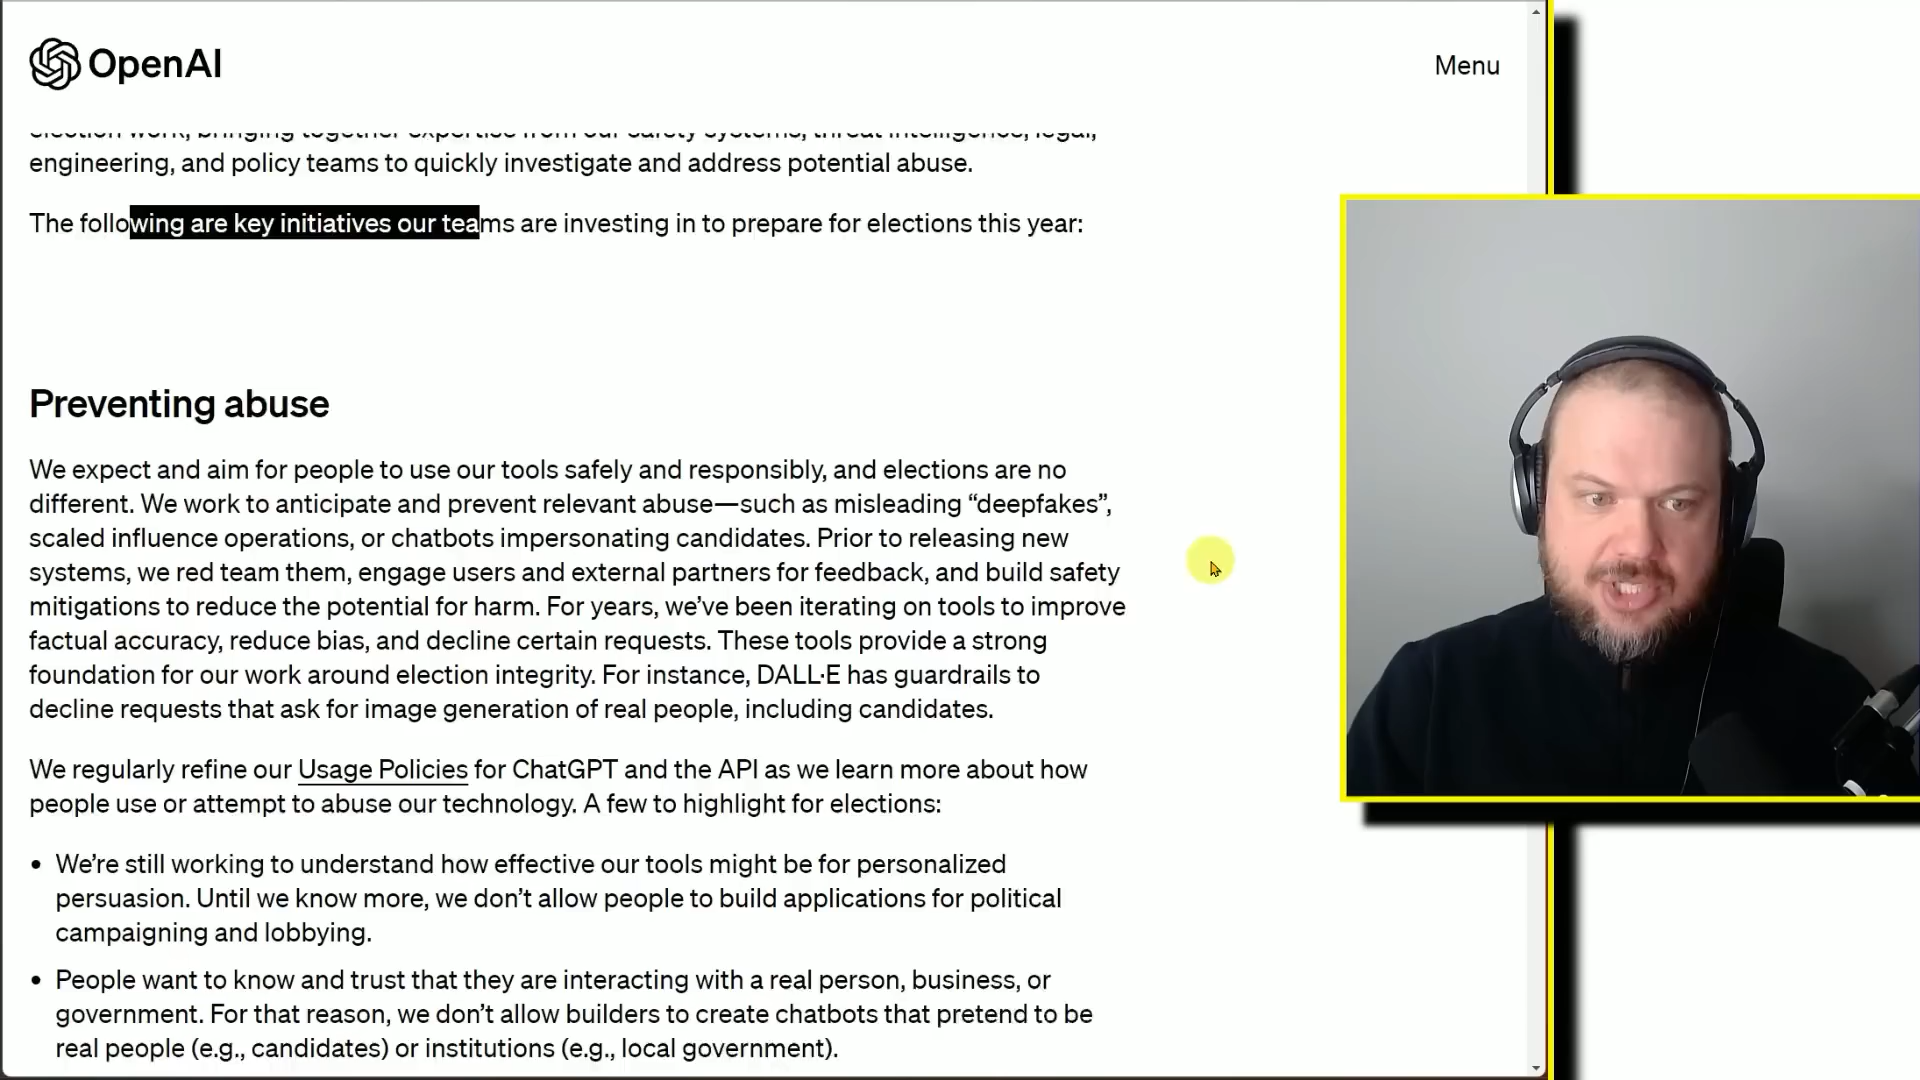 OpenAI
Menu
election work, bringing together expertise from our safety systems, threat intelligence, legal,
engineering, and policy teams to quickly investigate and address potential abuse.
The following are key initiatives our teams are investing in to prepare for elections this year:
Preventing abuse
We expect and aim for people to use our tools safely and responsibly, and elections are no
different. We work to anticipate and prevent relevant abuse—such as misleading “deepfakes”,
scaled influence operations, or chatbots impersonating candidates. Prior to releasing new
systems, we red team them, engage users and external partners for feedback, and build safety
mitigations to reduce the potential for harm. For years, we’ve been iterating on tools to improve
factual accuracy, reduce bias, and decline certain requests. These tools provide a strong
foundation for our work around election integrity. For instance, DALL·E has guardrails to
decline requests that ask for image generation of real people, including candidates.
We regularly refine our Usage Policies for ChatGPT and the API as we learn more about how
people use or attempt to abuse our technology. A few to highlight for elections:
• We’re still working to understand how effective our tools might be for personalized
persuasion. Until we know more, we don’t allow people to build applications for political
campaigning and lobbying.
• People want to know and trust that they are interacting with a real person, business, or
government. For that reason, we don’t allow builders to create chatbots that pretend to be
real people (e.g., candidates) or institutions (e.g., local government).